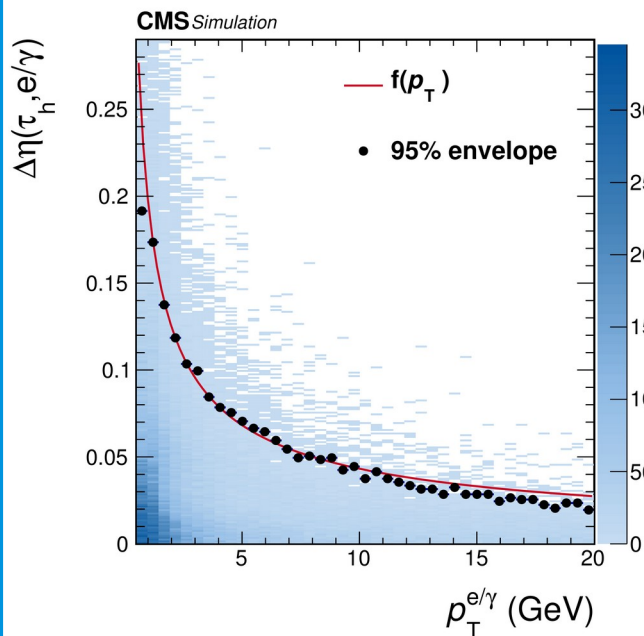 CMS Simulation
Δη(τh, e/γ)
f(pT)
95% envelope
0.25
0.2
0.15
0.1
0.05
0
5
10
15
20
pTe/γ (GeV)
50
0